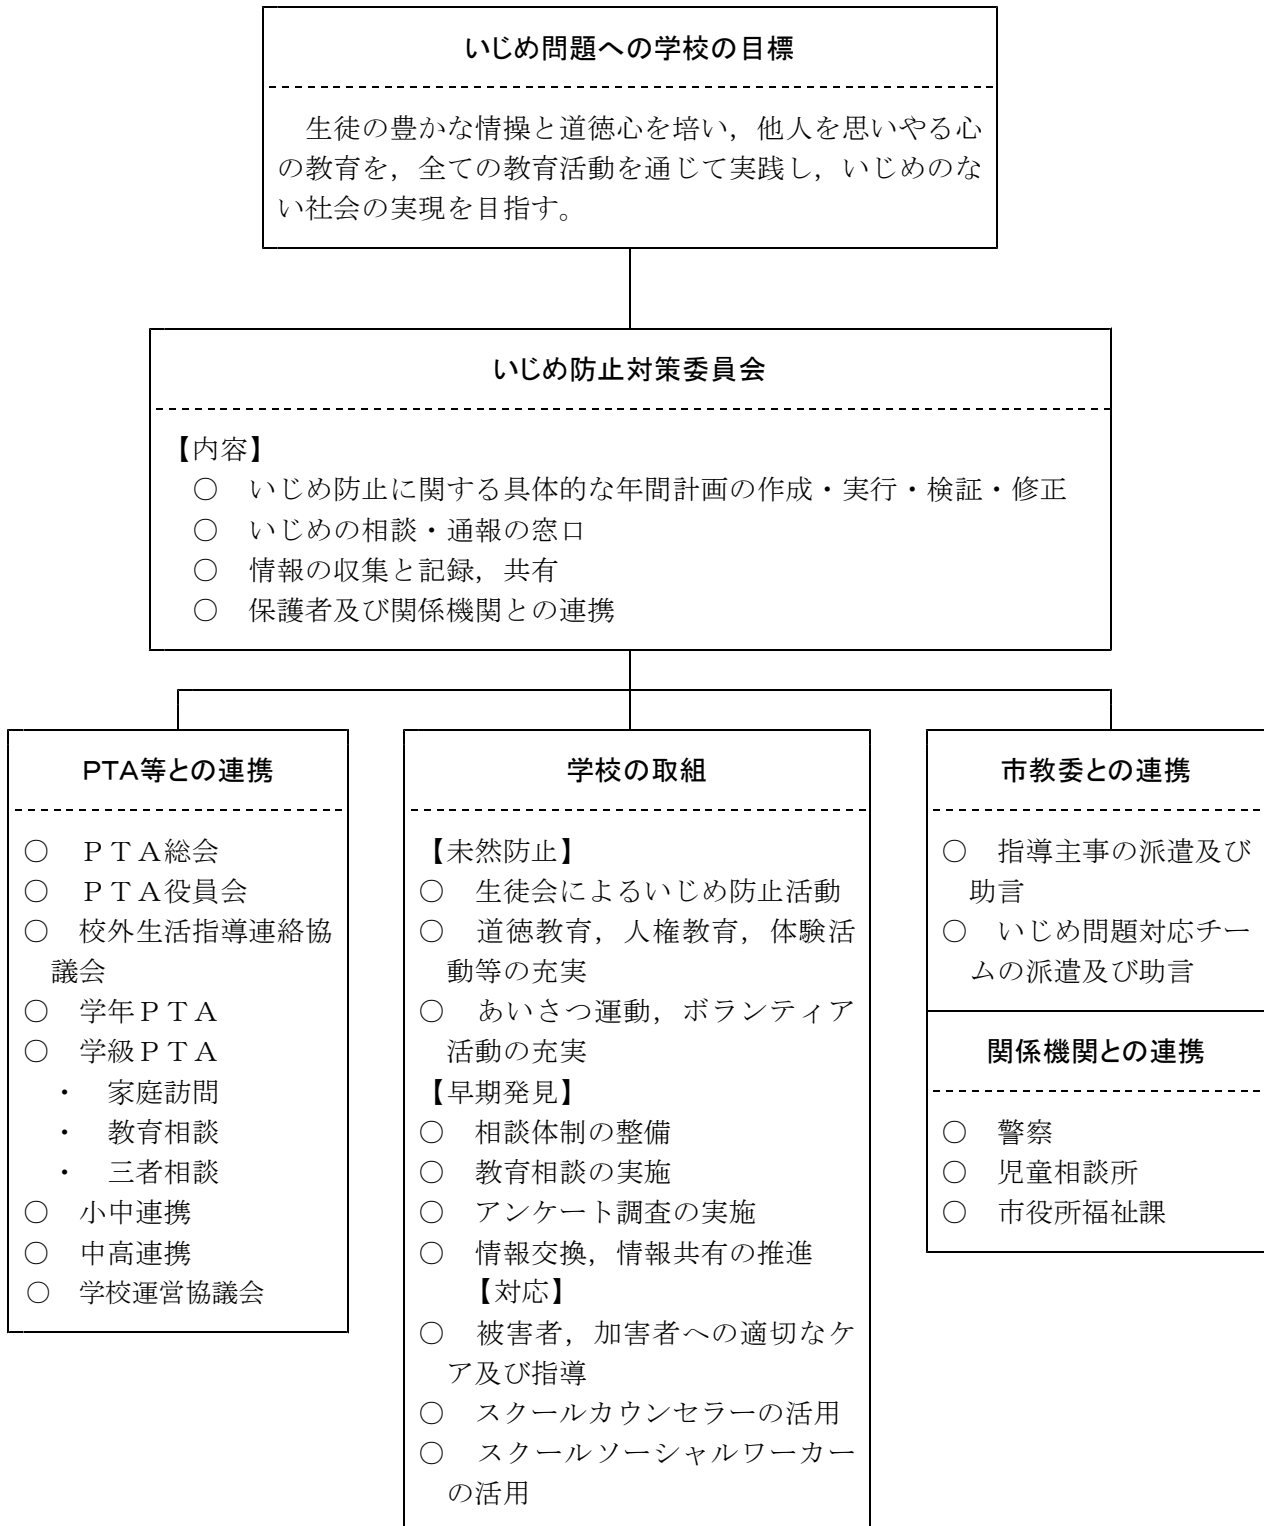 いじめ問題への学校の目標
生徒の豊かな情操と道徳心を培い，他人を思いやる心
の教育を，全ての教育活動を通じて実践し，いじめのな
い社会の実現を目指す。
いじめ防止対策委員会
【内容】
○　いじめ防止に関する具体的な年間計画の作成・実行・検証・修正
○　いじめの相談・通報の窓口
○　情報の収集と記録，共有
○　保護者及び関係機関との連携
PTA等との連携
○　ＰＴＡ総会
○　ＰＴＡ役員会
○　校外生活指導連絡協
議会
○　学年ＰＴＡ
○　学級ＰＴＡ
・　家庭訪問
・　教育相談
・　三者相談
○　小中連携
○　中高連携
○　学校運営協議会
学校の取組
【未然防止】
○　生徒会によるいじめ防止活動
○　道徳教育，人権教育，体験活
動等の充実
○　あいさつ運動，ボランティア
活動の充実
【早期発見】
○　相談体制の整備
○　教育相談の実施
○　アンケート調査の実施
○　情報交換，情報共有の推進
【対応】
○　被害者，加害者への適切なケ
ア及び指導
○　スクールカウンセラーの活用
○　スクールソーシャルワーカー
の活用
市教委との連携
○　指導主事の派遣及び
助言
○　いじめ問題対応チー
ムの派遣及び助言
関係機関との連携
○　警察
○　児童相談所
○　市役所福祉課